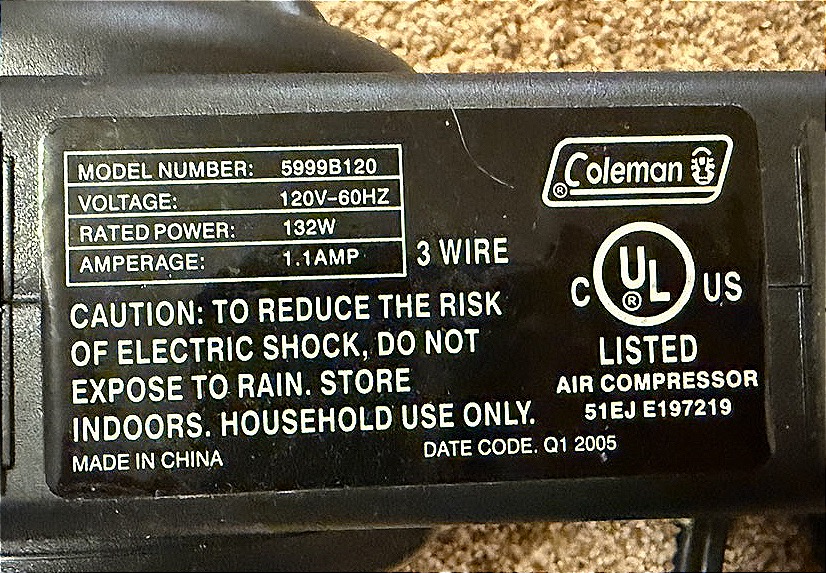 MODEL NUMBER: 5999B120
VOLTAGE: 120V-60HZ
RATED POWER: 132W
AMPERAGE: 1.1AMP
3 WIRE
CAUTION: TO REDUCE THE RISK
OF ELECTRIC SHOCK, DO NOT
EXPOSE TO RAIN. STORE
INDOORS. HOUSEHOLD USE ONLY.
MADE IN CHINA
DATE CODE. Q1 2005
® Coleman
C UL® US
LISTED
AIR COMPRESSOR
51EJ E197219